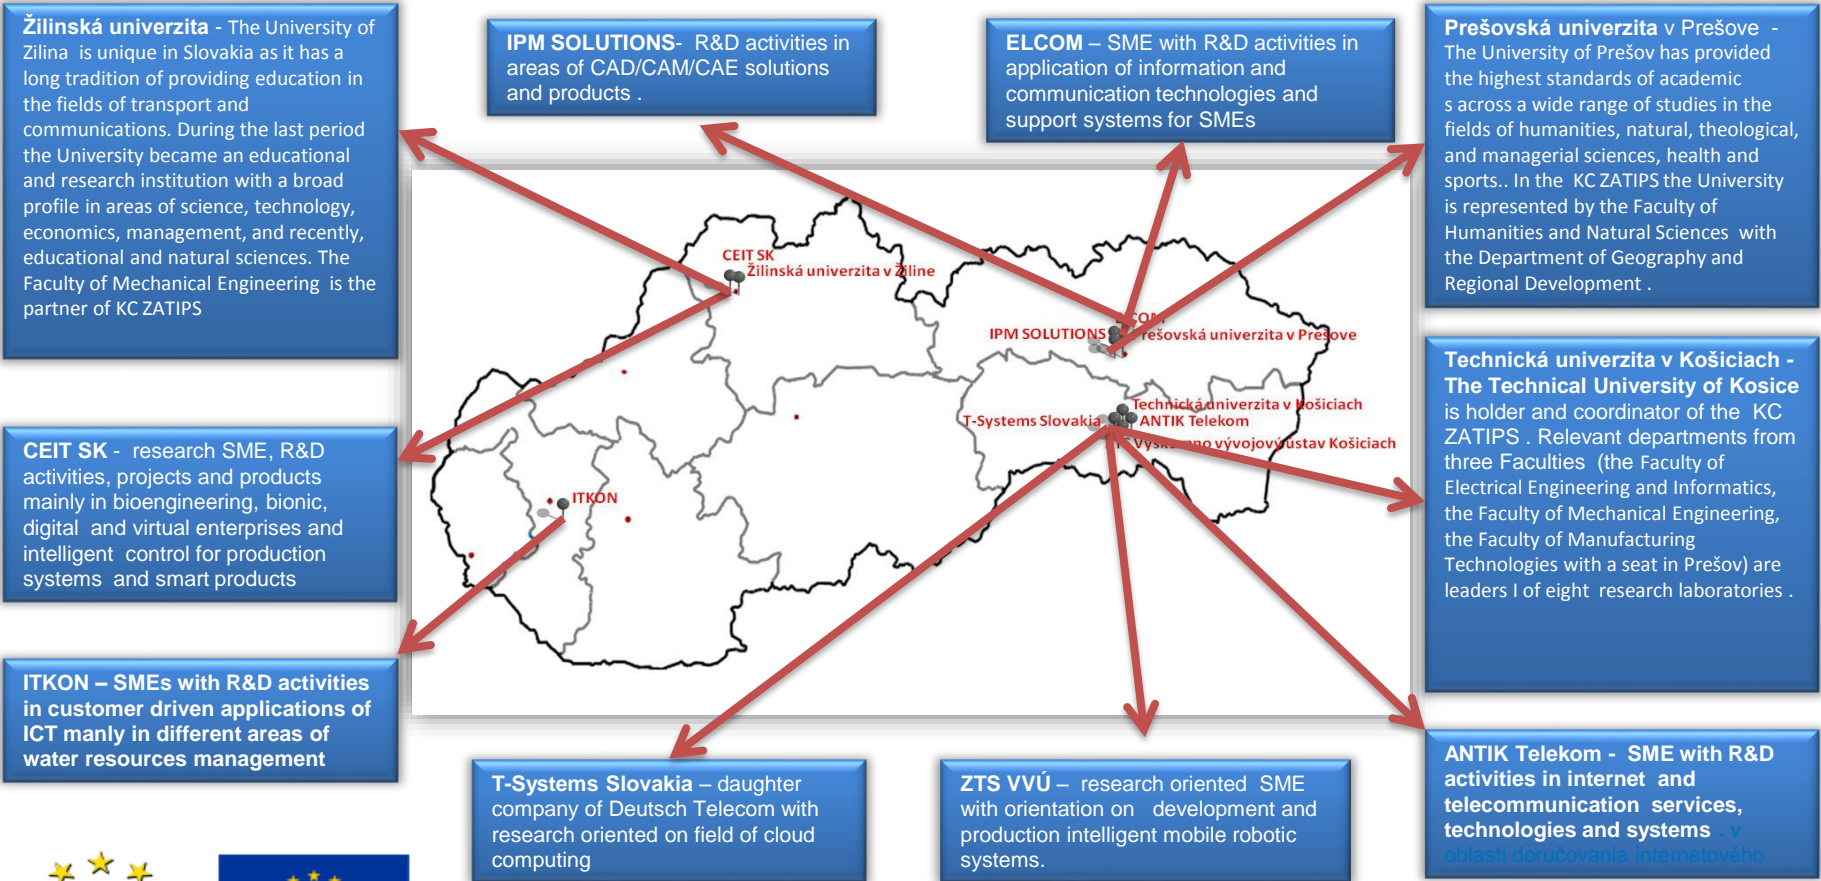 Žilinská univerzita - The University of
Zilina is unique in Slovakia as it has a
long tradition of providing education in
the fields of transport and
communications. During the last period
the University became an educational
and research institution with a broad
profile in areas of science, technology,
economics, management, and recently,
educational and natural sciences. The
Faculty of Mechanical Engineering is the
partner of KC ZATIPS
IPM SOLUTIONS- R&D activities in
areas of CAD/CAM/CAE solutions
and products .
ELCOM – SME with R&D activities in
application of information and
communication technologies and
support systems for SMEs
Prešovská univerzita v Prešove -
The University of Prešov has provided
the highest standards of academic
s across a wide range of studies in the
fields of humanities, natural, theological,
and managerial sciences, health and
sports.. In the KC ZATIPS the University
is represented by the Faculty of
Humanities and Natural Sciences with
the Department of Geography and
Regional Development .
CEIT SK
Žilinská univerzita v Žiline
IPM SOLUTIONS
Prešovská univerzita v Prešove
Technická univerzita v Košiciach
T-Systems Slovakia
ANTIK Telekom
vývojový ústav Košiciach
ITKON
CEIT SK - research SME, R&D
activities, projects and products
mainly in bioengineering, bionic,
digital and virtual enterprises and
intelligent control for production
systems and smart products
Technická univerzita v Košiciach -
The Technical University of Kosice
is holder and coordinator of the KC
ZATIPS . Relevant departments from
three Faculties (the Faculty of
Electrical Engineering and Informatics,
the Faculty of Mechanical Engineering,
the Faculty of Manufacturing
Technologies with a seat in Prešov) are
leaders I of eight research laboratories .
ITKON – SMEs with R&D activities
in customer driven applications of
ICT manly in different areas of
water resources management
T-Systems Slovakia – daughter
company of Deutsch Telecom with
research oriented on field of cloud
computing
ZTS VVÚ – research oriented SME
with orientation on development and
production intelligent mobile robotic
systems.
ANTIK Telekom - SME with R&D
activities in internet and
telecommunication services,
technologies and systems . v
oblasti doručovania internetového